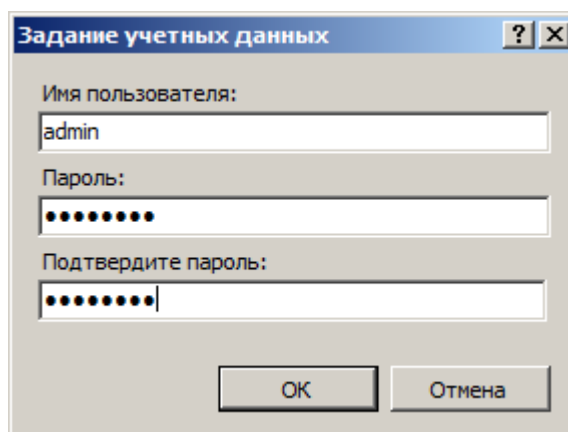 Задание учетных данных
Имя пользователя:
admin
Пароль:
●●●●●●●●
Подтвердите пароль:
●●●●●●●●
OK
Отмена